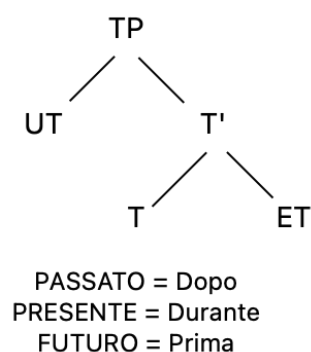 TP
UT T'
T ET
PASSATO = Dopo
PRESENTE = Durante
FUTURO = Prima